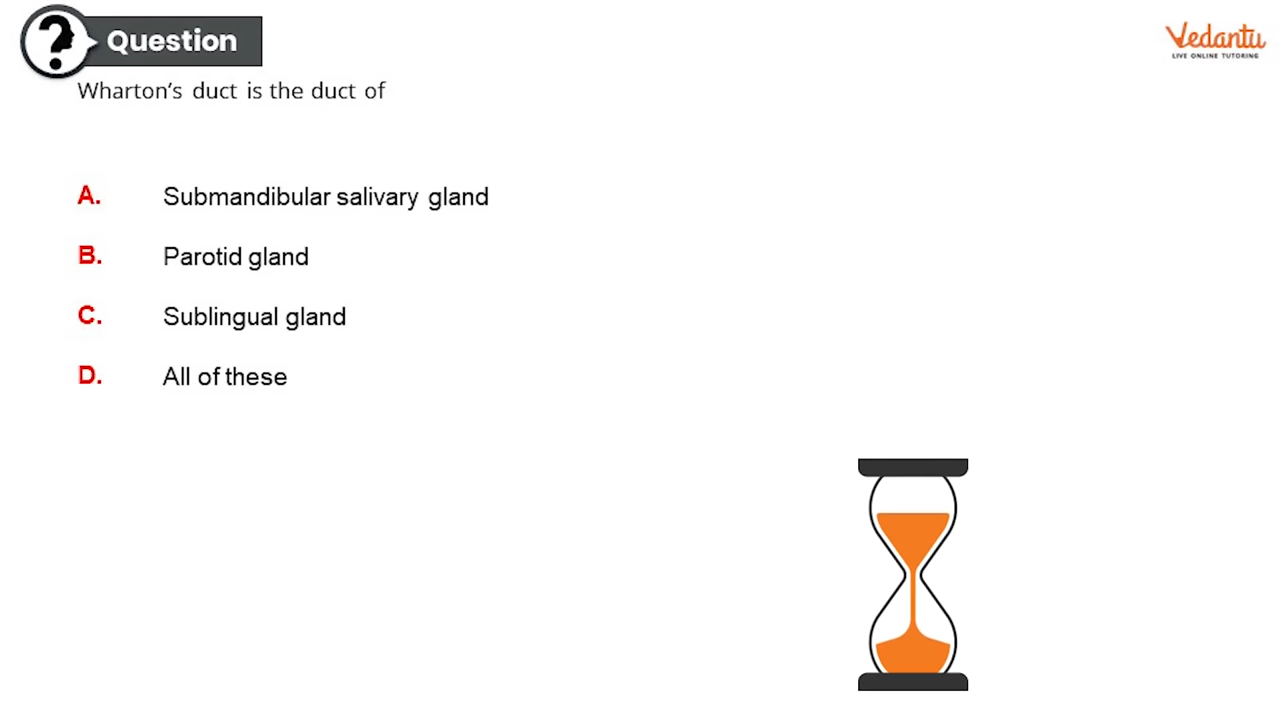 ?
Question
Vedantu
LIVE ONLINE TUTORING
Wharton's duct is the duct of
A. Submandibular salivary gland
B. Parotid gland
C. Sublingual gland
D. All of these